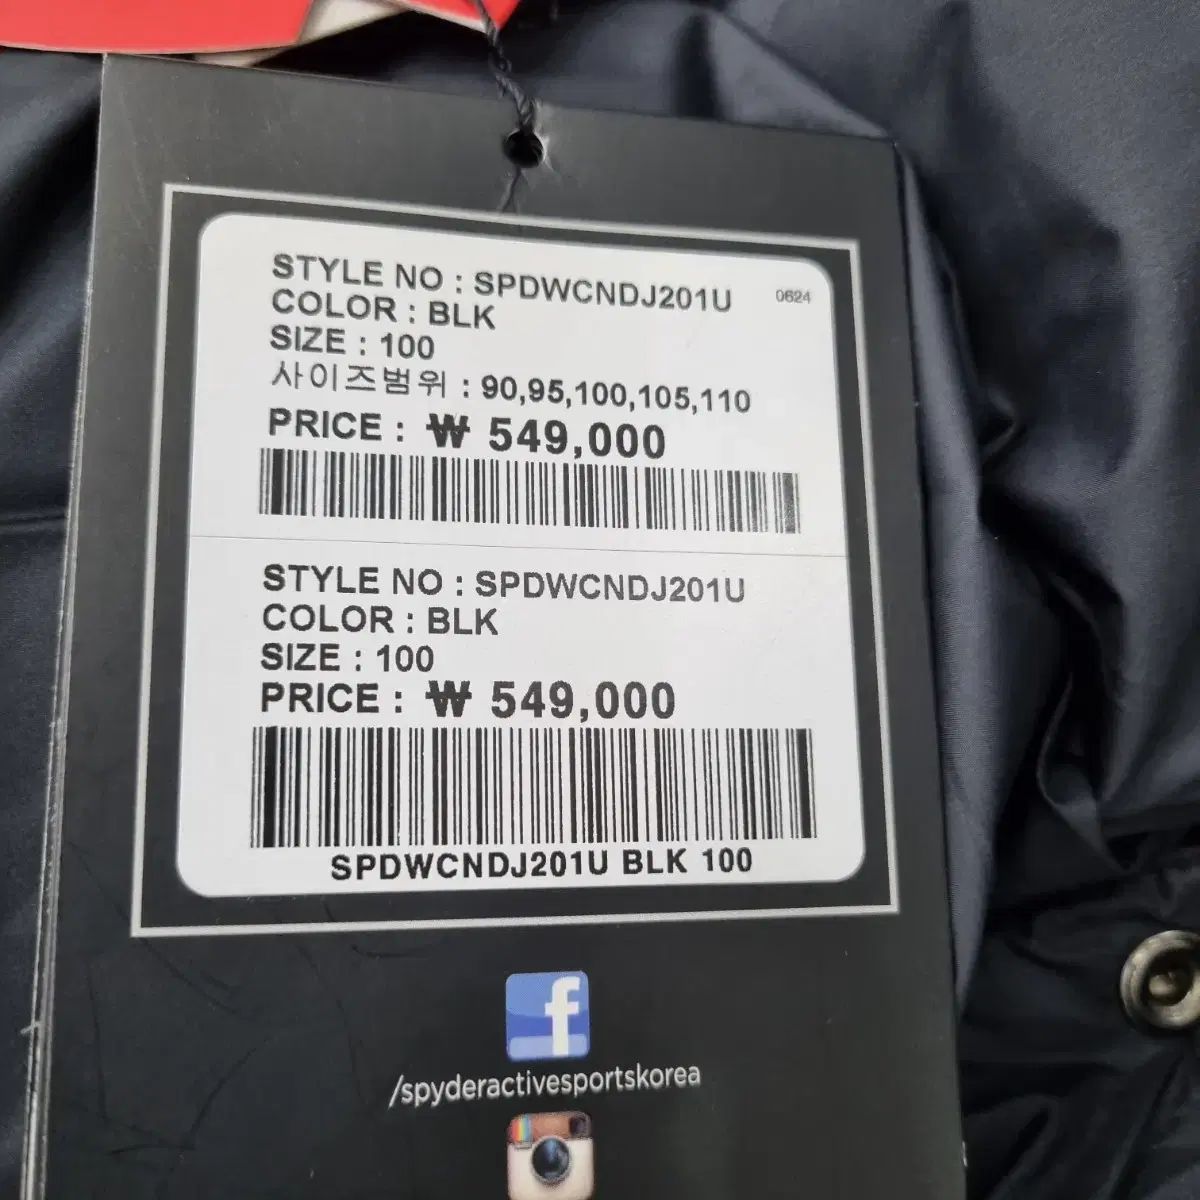 STYLE NO : SPDWCNDJ201U 0624
COLOR : BLK
SIZE : 100
사이즈범위 : 90,95,100,105,110
PRICE : ₩ 549,000
STYLE NO : SPDWCNDJ201U
COLOR : BLK
SIZE : 100
PRICE : ₩ 549,000
SPDWCNDJ201U BLK 100
f
/spyderactivesportskorea